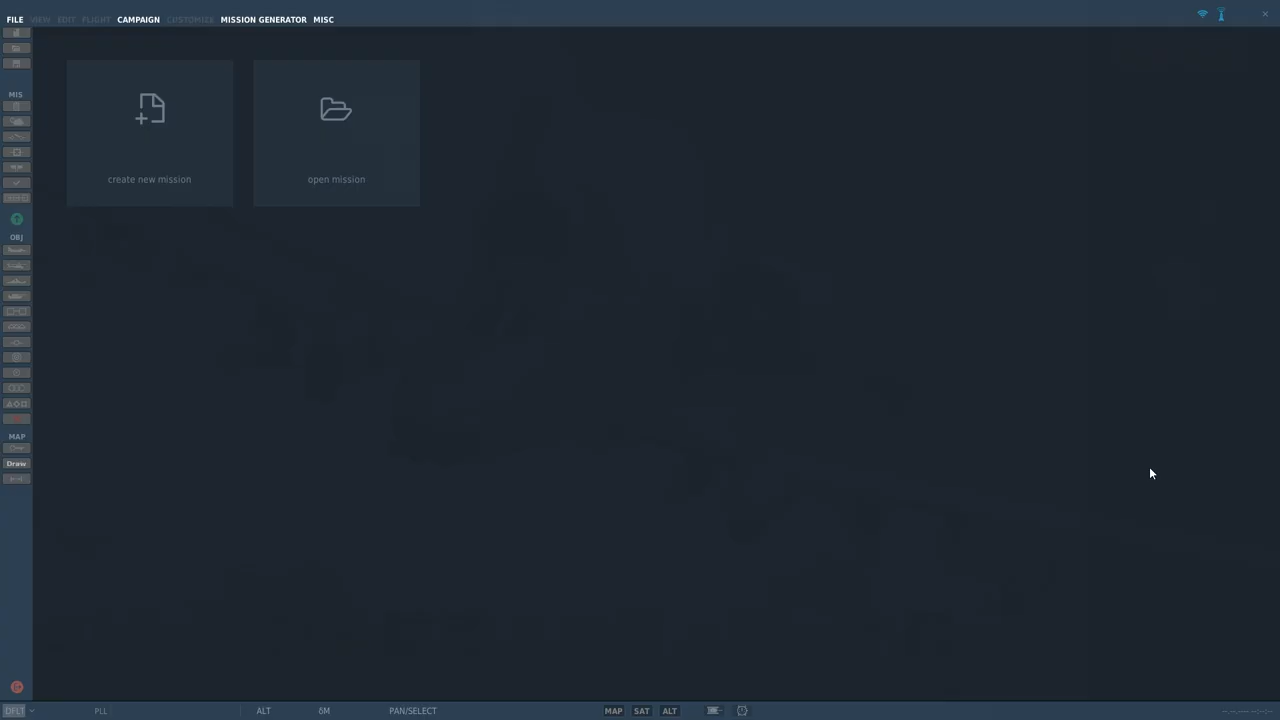 FILE VIEW EDIT FLIGHT CAMPAIGN CUSTOMIZE MISSION GENERATOR MISC
create new mission
open mission
MIS
OBJ
MAP
Draw
DFLT PLL ALT δM PAN/SELECT MAP SAT ALT